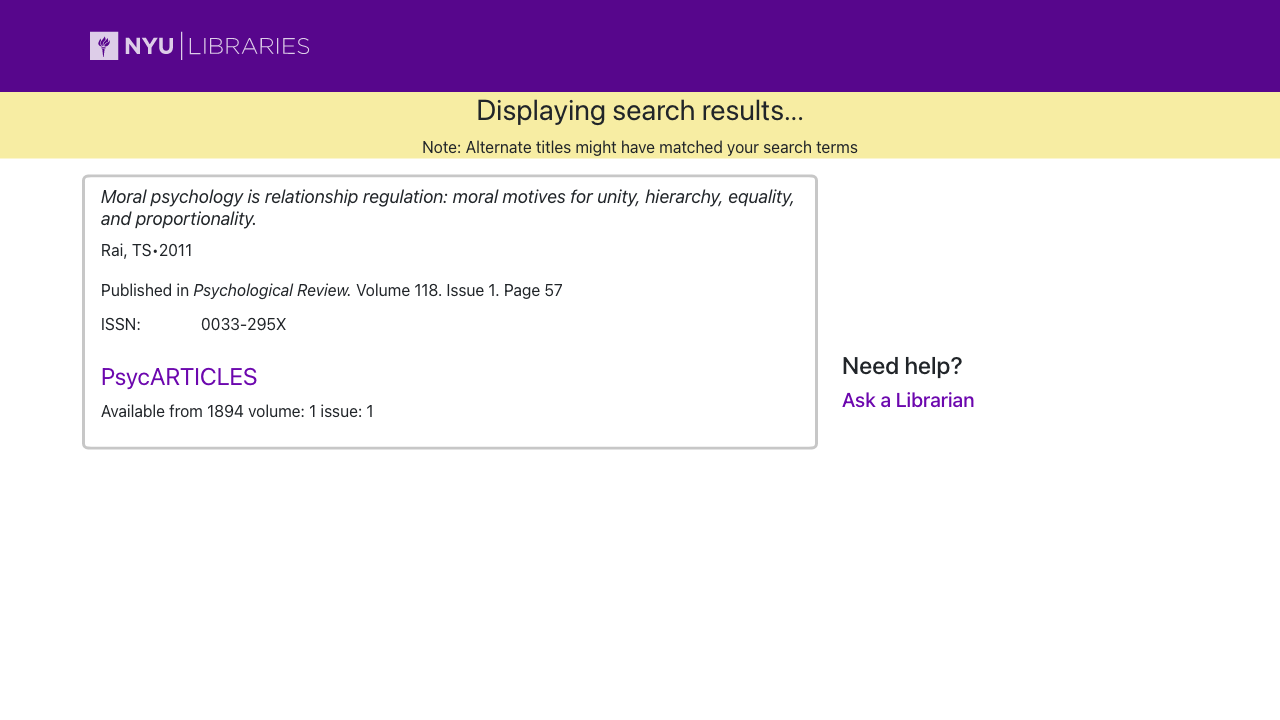 NYU LIBRARIES
Displaying search results...
Note: Alternate titles might have matched your search terms
Moral psychology is relationship regulation: moral motives for unity, hierarchy, equality,
and proportionality.
Rai, TS•2011
Published in Psychological Review. Volume 118. Issue 1. Page 57
ISSN: 0033-295X
PsycARTICLES
Available from 1894 volume: 1 issue: 1
Need help?
Ask a Librarian